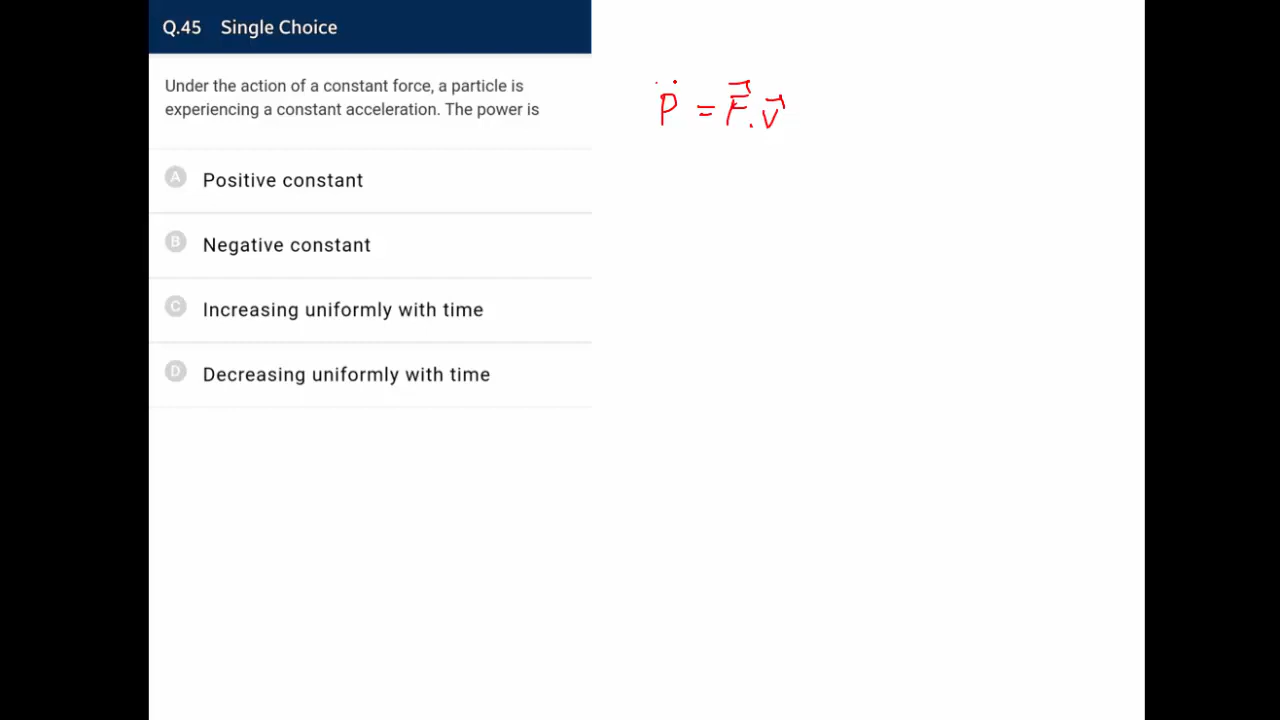 Q.45 Single Choice
Under the action of a constant force, a particle is
experiencing a constant acceleration. The power is
A Positive constant
B Negative constant
C Increasing uniformly with time
D Decreasing uniformly with time
P = F⃗.v⃗